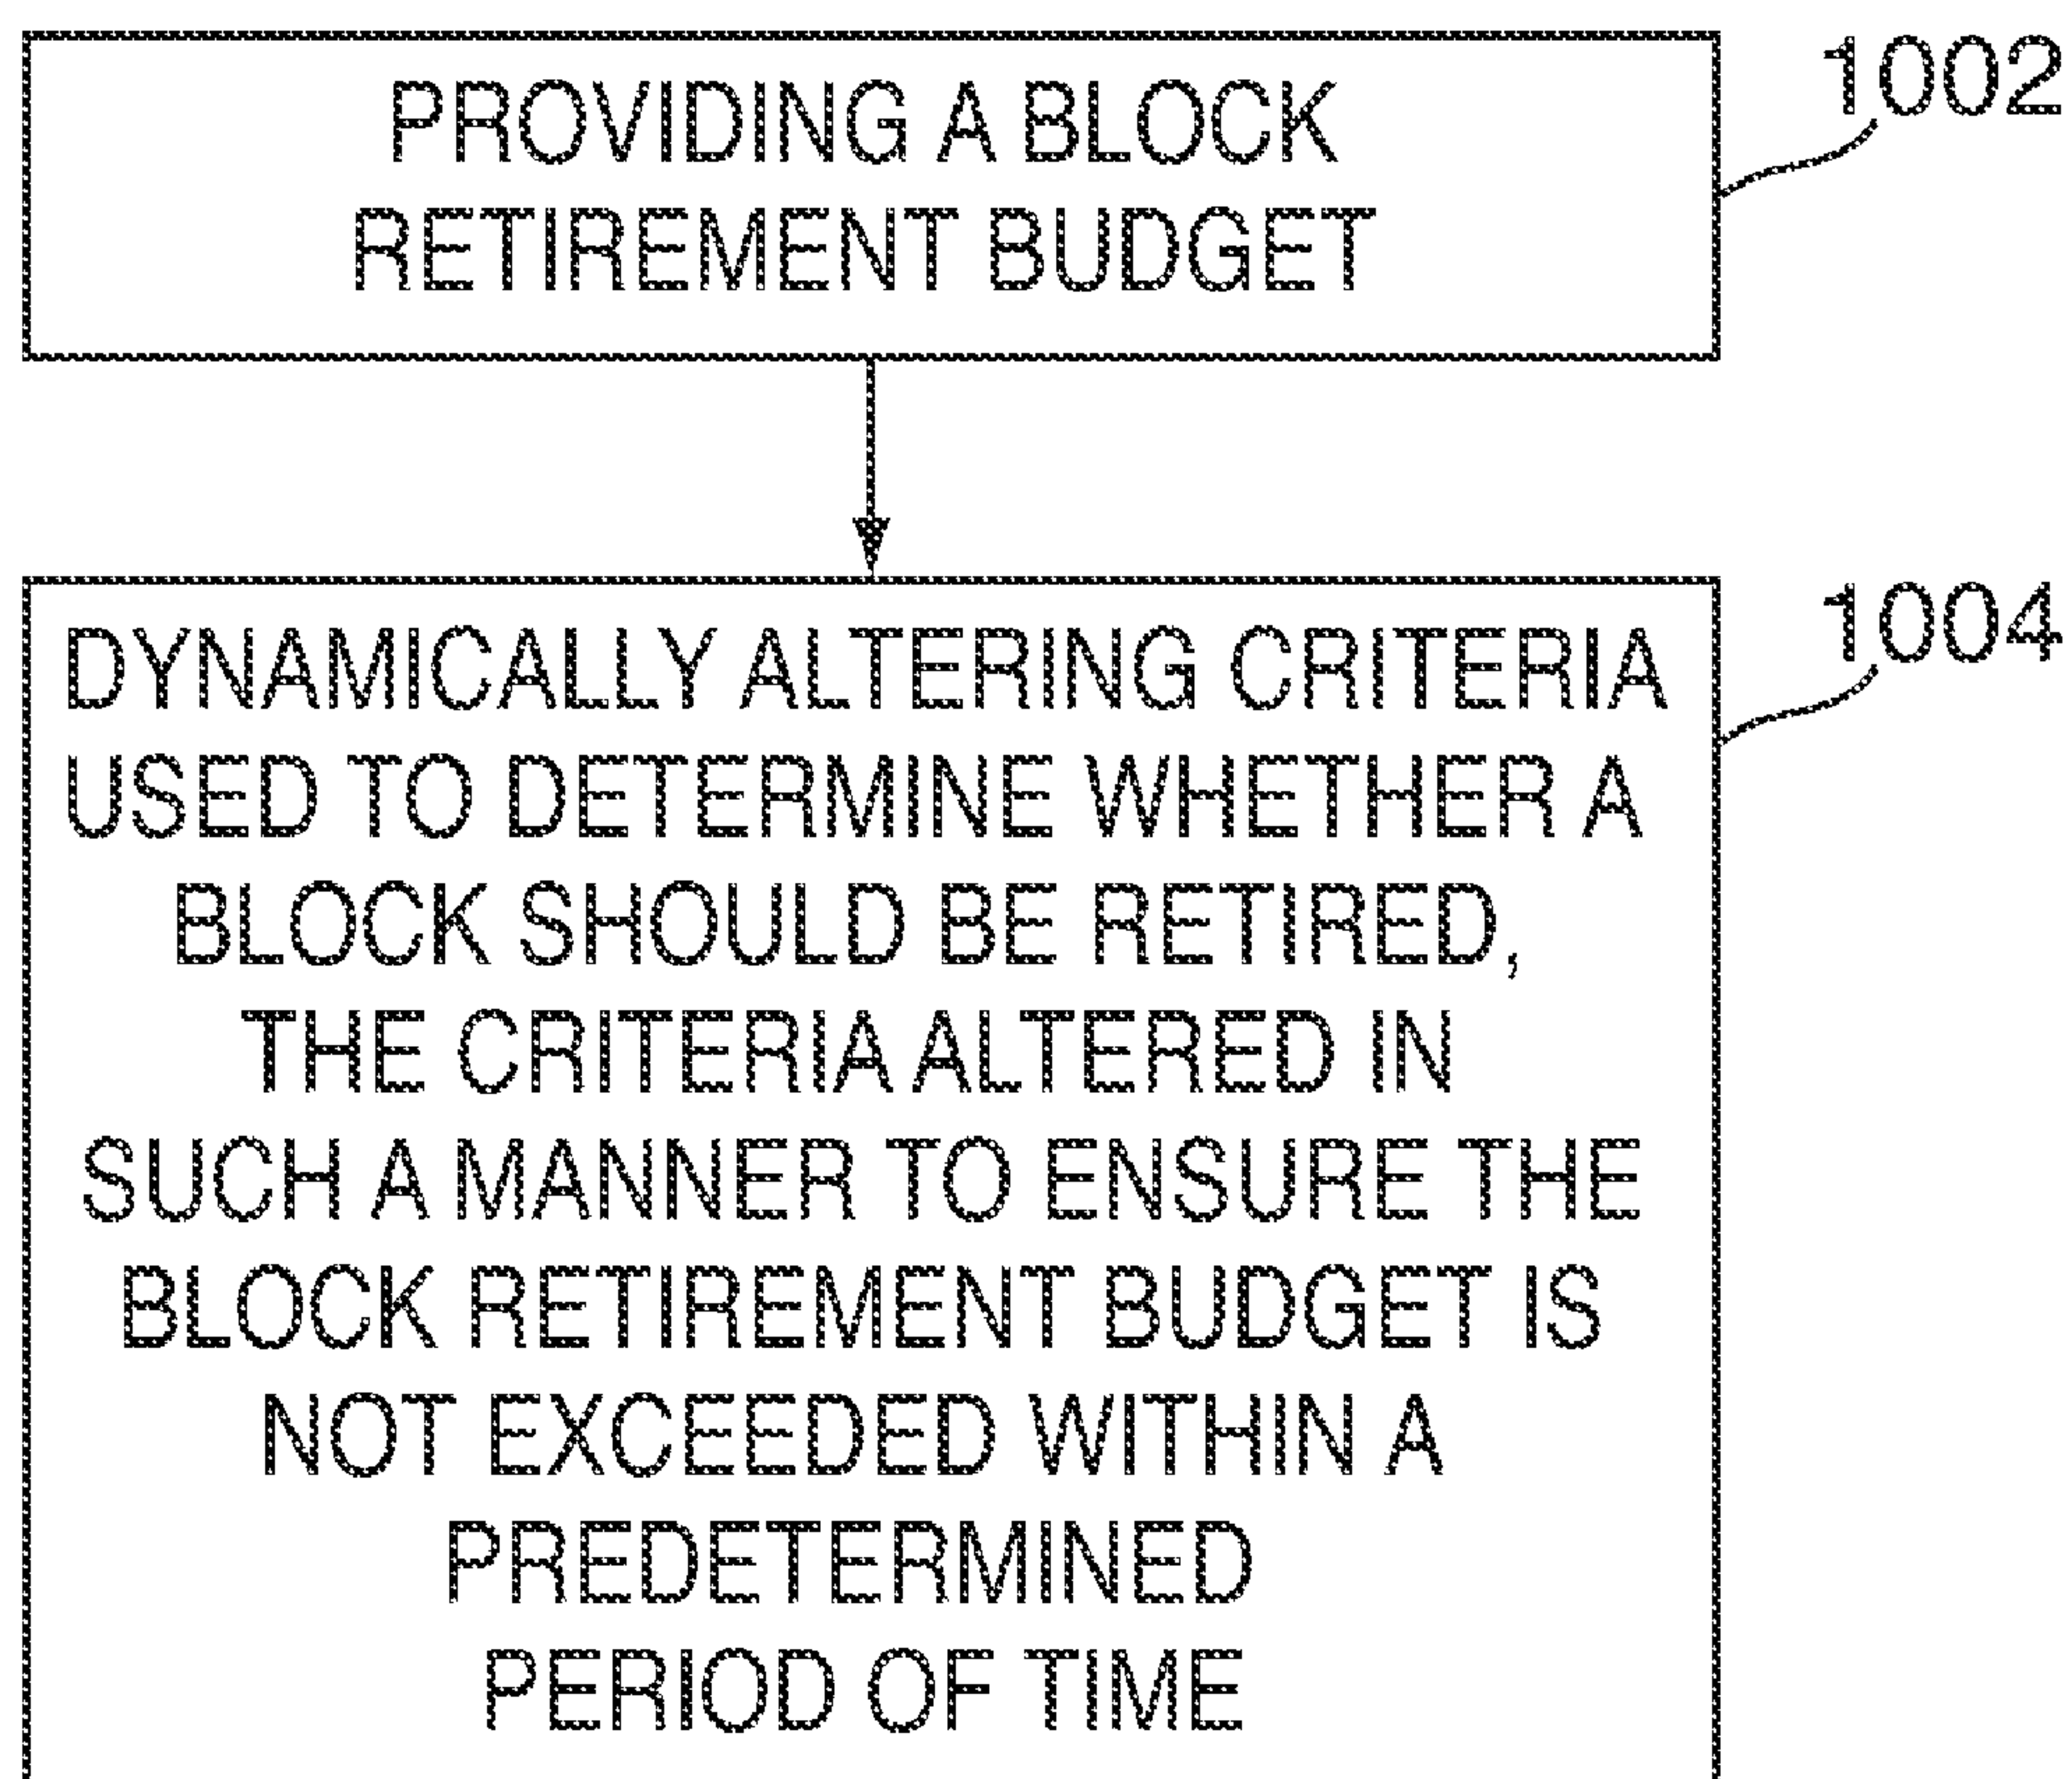 PROVIDING A BLOCK
RETIREMENT BUDGET
1002
DYNAMICALLY ALTERING CRITERIA
USED TO DETERMINE WHETHER A
BLOCK SHOULD BE RETIRED,
THE CRITERIA ALTERED IN
SUCH A MANNER TO ENSURE THE
BLOCK RETIREMENT BUDGET IS
NOT EXCEEDED WITHIN A
PREDETERMINED
PERIOD OF TIME
1004